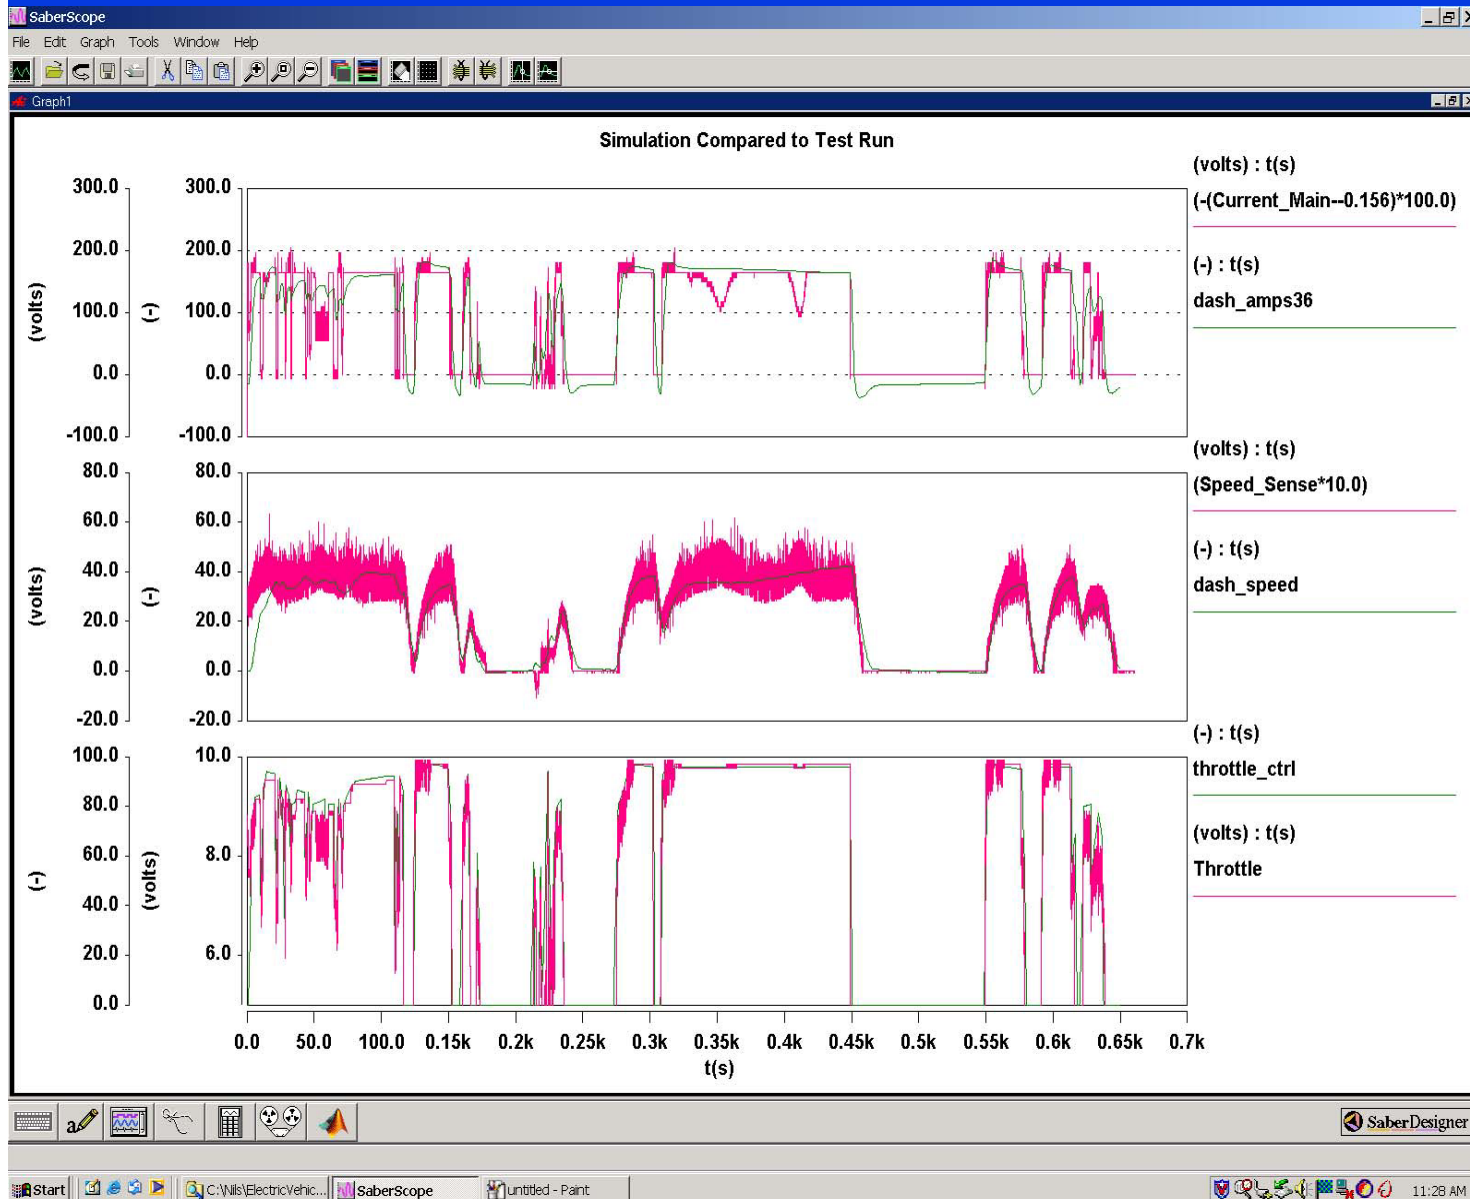 SaberScope
File Edit Graph Tools Window Help
Graph1
Simulation Compared to Test Run
(volts) : t(s)
(-(Current_Main--0.156)*100.0)
(-) : t(s)
dash_amps36
300.0 300.0
200.0 200.0
100.0 100.0
0.0 0.0
-100.0 -100.0
(volts) (-)
(volts) : t(s)
(Speed_Sense*10.0)
(-) : t(s)
dash_speed
80.0 80.0
60.0 60.0
40.0 40.0
20.0 20.0
0.0 0.0
-20.0 -20.0
(volts) (-)
(-) : t(s)
throttle_ctrl
(volts) : t(s)
Throttle
100.0 10.0
80.0
60.0 8.0
40.0
20.0 6.0
0.0
(-) (volts)
0.0 50.0 100.0 0.15k 0.2k 0.25k 0.3k 0.35k 0.4k 0.45k 0.5k 0.55k 0.6k 0.65k 0.7k
t(s)
a
SaberDesigner
Start C:\Nils\ElectricVehic... SaberScope untitled - Paint 11:28 AM